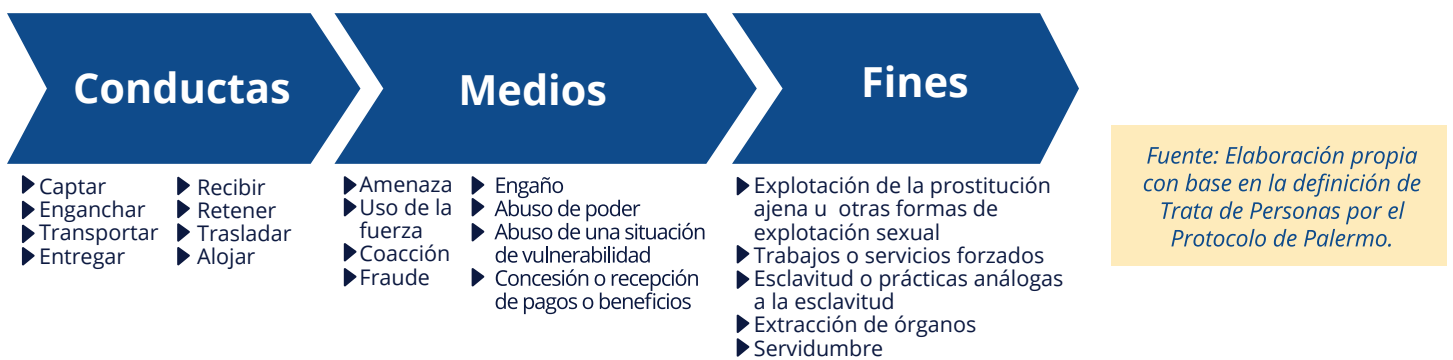 Conductas
Captar
Enganchar
Transportar
Entregar
Recibir
Retener
Trasladar
Alojar
Medios
Amenaza
Uso de la
fuerza
Coacción
Fraude
Engaño
Abuso de poder
Abuso de una situación
de vulnerabilidad
Concesión o recepción
de pagos o beneficios
Fines
Explotación de la prostitución
ajena u otras formas de
explotación sexual
Trabajos o servicios forzados
Esclavitud o prácticas análogas
a la esclavitud
Extracción de órganos
Servidumbre
Fuente: Elaboración propia
con base en la definición de
Trata de Personas por el
Protocolo de Palermo.